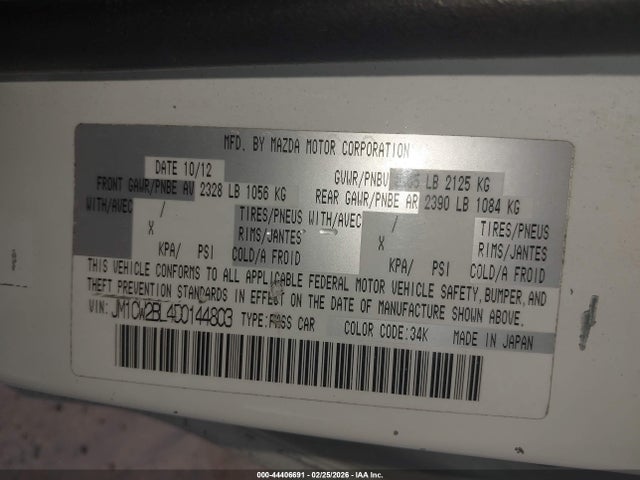 MFD. BY MAZDA MOTOR CORPORATION
DATE 10/12
GVWR/PNBV LB 2125 KG
FRONT GAWR/PNBE AV 2328 LB 1056 KG REAR GAWR/PNBE AR 2390 LB 1084 KG
WITH/AVEC / TIRES/PNEUS WITH/AVEC / TIRES/PNEUS
X RIMS/JANTES X RIMS/JANTES
KPA/ PSI COLD/A FROID KPA/ PSI COLD/A FROID
THIS VEHICLE CONFORMS TO ALL APPLICABLE FEDERAL MOTOR VEHICLE SAFETY, BUMPER, AND
THEFT PREVENTION STANDARDS IN EFFECT ON THE DATE OF MANUFACTURE SHOWN ABOVE.
VIN: JM1CW2BL4D0144803 TYPE: PASS CAR COLOR CODE:34K MADE IN JAPAN
000-44406691 - 02/25/2026 - IAA Inc.